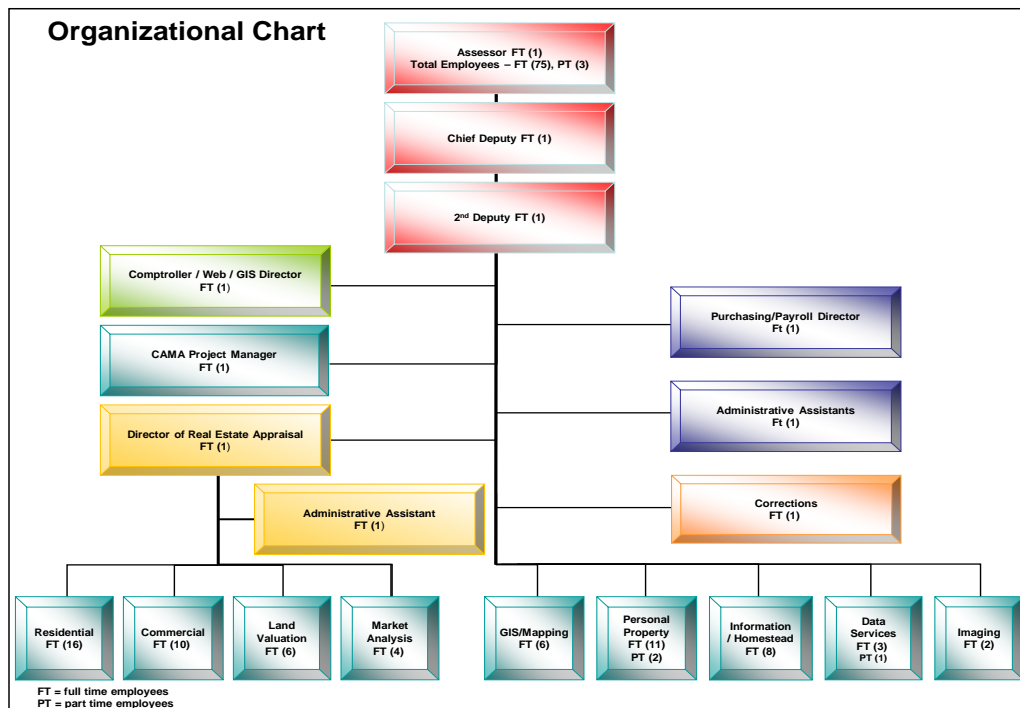 Organizational Chart
Assessor FT (1)
Total Employees – FT (75), PT (3)
Chief Deputy FT (1)
2nd Deputy FT (1)
Comptroller / Web / GIS Director
FT (1)
Purchasing/Payroll Director
Ft (1)
CAMA Project Manager
FT (1)
Administrative Assistants
Ft (1)
Director of Real Estate Appraisal
FT (1)
Administrative Assistant
FT (1)
Corrections
FT (1)
Residential
FT (16)
Commercial
FT (10)
Land
Valuation
FT (6)
Market
Analysis
FT (4)
GIS/Mapping
FT (6)
Personal
Property
FT (11)
PT (2)
Information
/ Homestead
FT (8)
Data
Services
FT (3)
PT (1)
Imaging
FT (2)
FT = full time employees
PT = part time employees